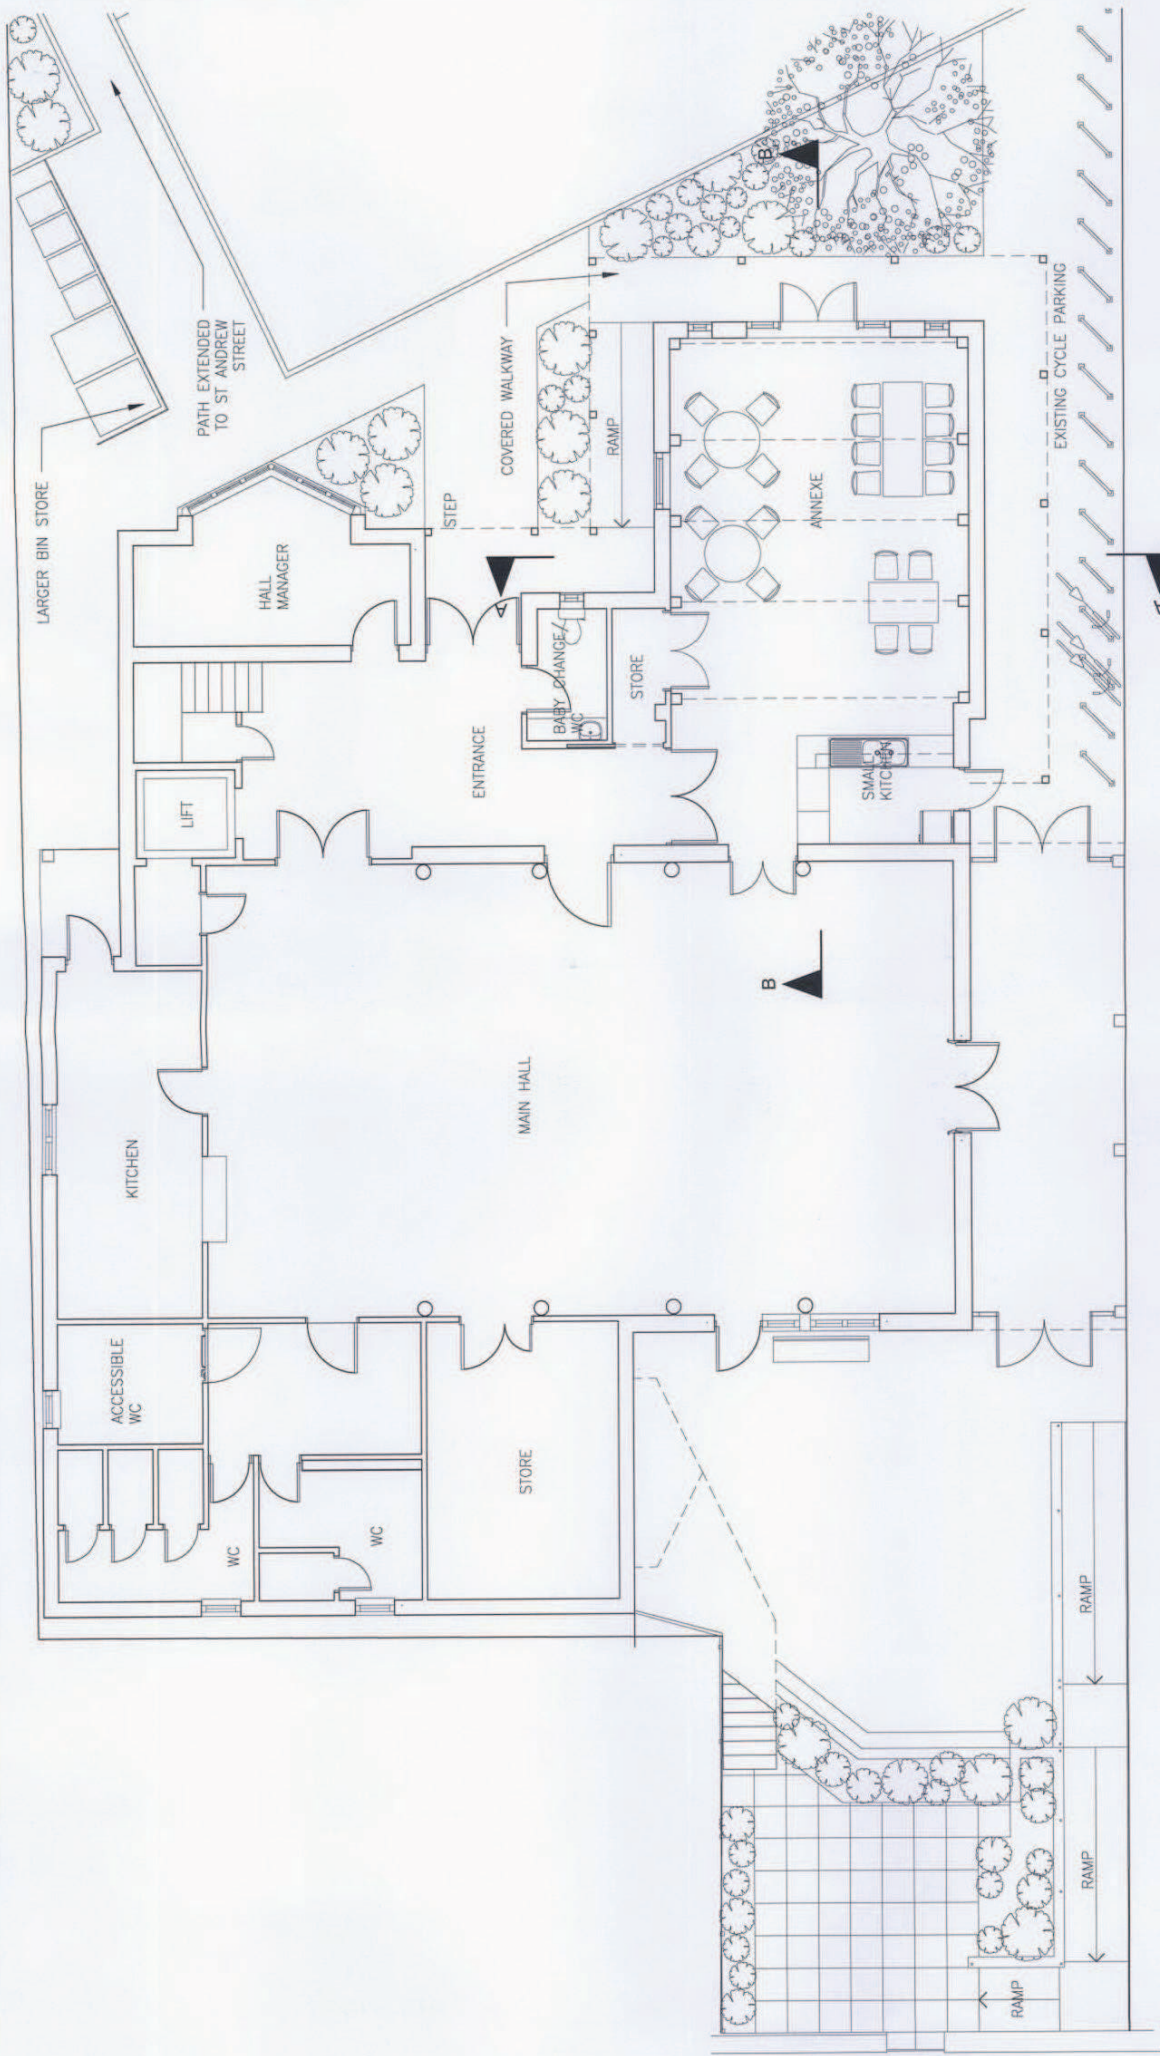 LARGER BIN STORE
PATH EXTENDED
TO ST ANDREW
STREET
HALL
MANAGER
STEP
COVERED WALKWAY
RAMP
LIFT
ENTRANCE
BABY CHANGE/
WC
STORE
ANNEXE
SMALL
KITCHEN
EXISTING CYCLE PARKING
A
A
B
B
KITCHEN
MAIN HALL
ACCESSIBLE
WC
WC
WC
STORE
RAMP
RAMP
RAMP